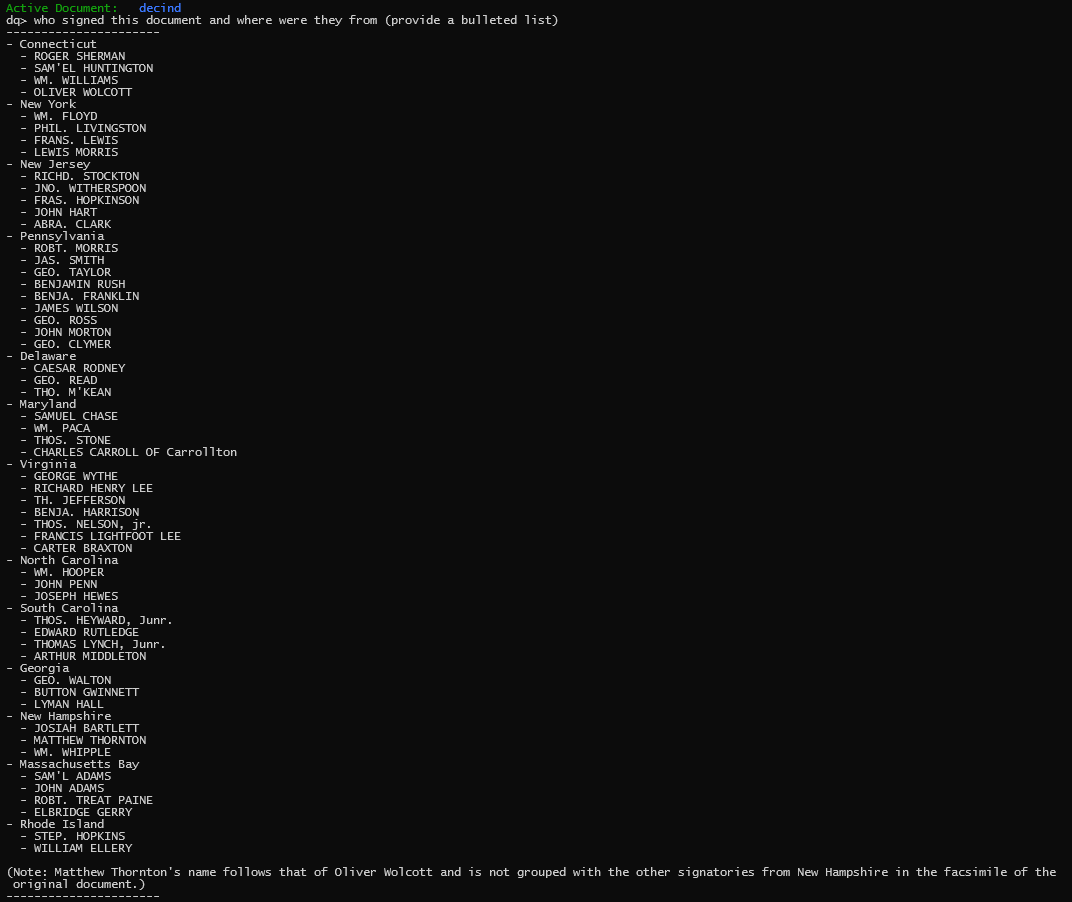 Active Document:   decind
dq> who signed this document and where were they from (provide a bulleted list)
----------------------
- Connecticut
  - ROGER SHERMAN
  - SAM'EL HUNTINGTON
  - WM. WILLIAMS
  - OLIVER WOLCOTT
- New York
  - WM. FLOYD
  - PHIL. LIVINGSTON
  - FRANS. LEWIS
  - LEWIS MORRIS
- New Jersey
  - RICHD. STOCKTON
  - JNO. WITHERSPOON
  - FRAS. HOPKINSON
  - JOHN HART
  - ABRA. CLARK
- Pennsylvania
  - ROBT. MORRIS
  - JAS. SMITH
  - GEO. TAYLOR
  - BENJAMIN RUSH
  - BENJA. FRANKLIN
  - JAMES WILSON
  - GEO. ROSS
  - JOHN MORTON
  - GEO. CLYMER
- Delaware
  - CAESAR RODNEY
  - GEO. READ
  - THO. M'KEAN
- Maryland
  - SAMUEL CHASE
  - WM. PACA
  - THOS. STONE
  - CHARLES CARROLL OF Carrollton
- Virginia
  - GEORGE WYTHE
  - RICHARD HENRY LEE
  - TH. JEFFERSON
  - BENJA. HARRISON
  - THOS. NELSON, jr.
  - FRANCIS LIGHTFOOT LEE
  - CARTER BRAXTON
- North Carolina
  - WM. HOOPER
  - JOHN PENN
  - JOSEPH HEWES
- South Carolina
  - THOS. HEYWARD, Junr.
  - EDWARD RUTLEDGE
  - THOMAS LYNCH, Junr.
  - ARTHUR MIDDLETON
- Georgia
  - GEO. WALTON
  - BUTTON GWINNETT
  - LYMAN HALL
- New Hampshire
  - JOSIAH BARTLETT
  - MATTHEW THORNTON
  - WM. WHIPPLE
- Massachusetts Bay
  - SAM'L ADAMS
  - JOHN ADAMS
  - ROBT. TREAT PAINE
  - ELBRIDGE GERRY
- Rhode Island
  - STEP. HOPKINS
  - WILLIAM ELLERY

(Note: Matthew Thornton's name follows that of Oliver Wolcott and is not grouped with the other signatories from New Hampshire in the facsimile of the
 original document.)
----------------------